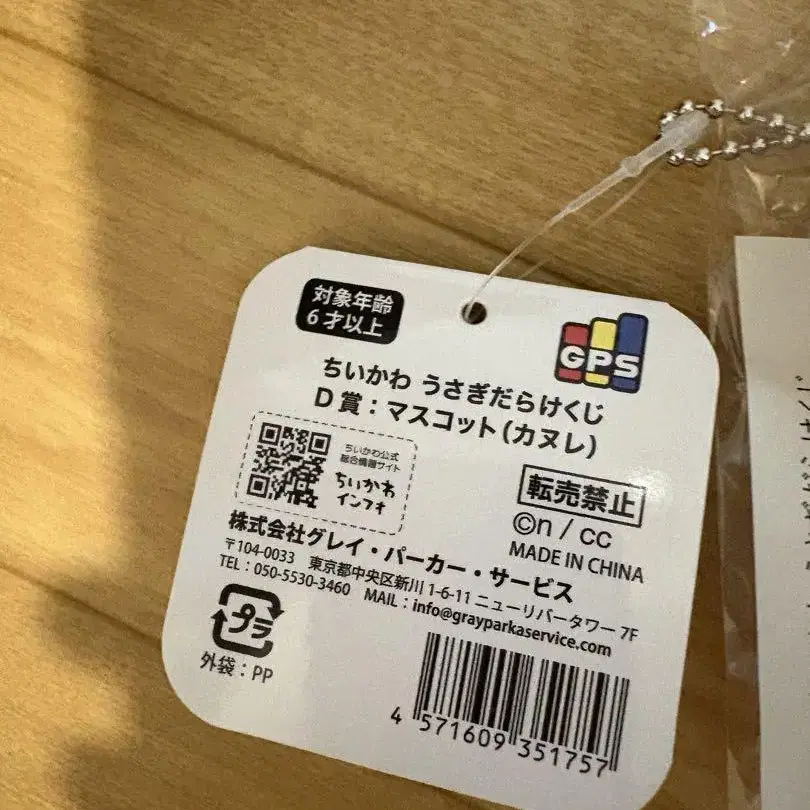 対象年齢
6才以上
GPS
ちいかわ うさぎだらけくじ
D賞：マスコット（カヌレ）
ちいかわ公式
総合情報サイト
ちいかわ
インフォ
転売禁止
©n / cc
MADE IN CHINA
株式会社グレイ・パーカー・サービス
〒104-0033 東京都中央区新川 1-6-11 ニューリバータワー 7F
TEL：050-5530-3460 MAIL：info@grayparkaservice.com
プラ
外袋：PP
4 571609 351757